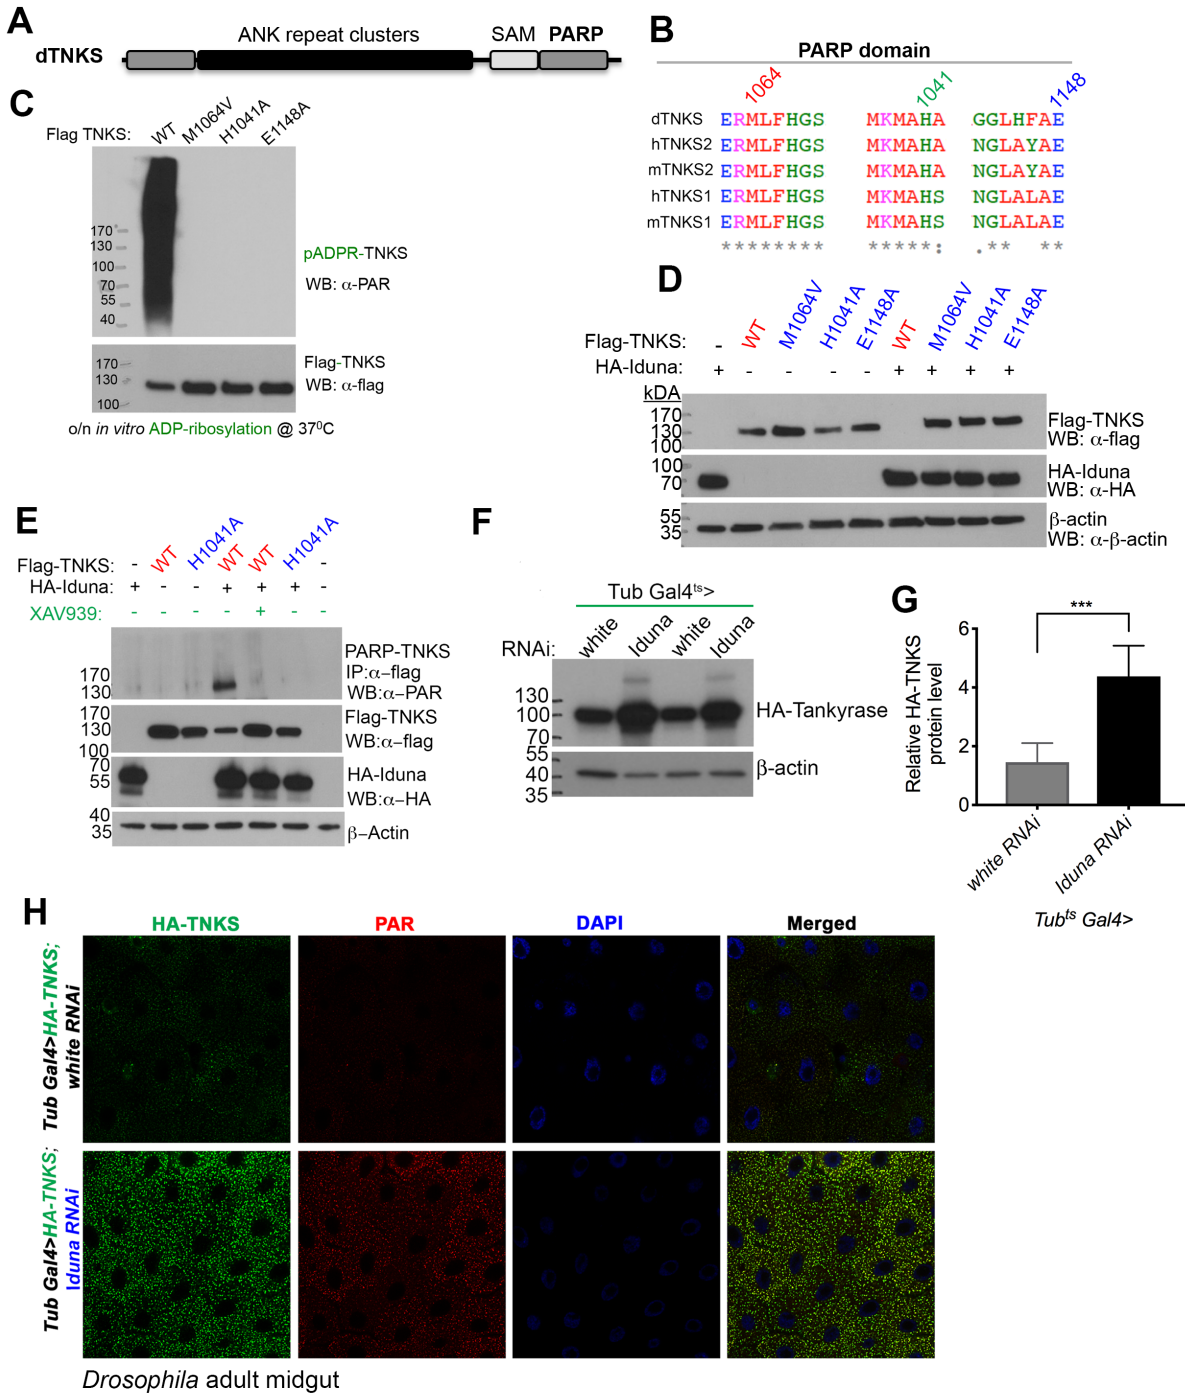 A
ANK repeat clusters
SAM
PARP
dTNKS
B
PARP domain
1064
1041
1148
dTNKS ERMLFHGS MKMAHA GGLHFAE
hTNKS2 ERMLFHGS MKMAHA NGLAYAE
mTNKS2 ERMLFHGS MKMAHA NGLAYAE
hTNKS1 ERMLFHGS MKMAHS NGLALAE
mTNKS1 ERMLFHGS MKMAHS NGLALAE
******** *****: .** **
C
Flag TNKS: WT M1064V H1041A E1148A
170
130
100
70
55
40
pADPR-TNKS
WB: α-PAR
170
130
100
Flag-TNKS
WB: α-flag
o/n in vitro ADP-ribosylation @ 37⁰C
D
Flag-TNKS: - WT M1064V H1041A E1148A WT M1064V H1041A E1148A
HA-Iduna: + - - - - + + + +
kDA
170
130
100
Flag-TNKS
WB: α-flag
100
70
HA-Iduna
WB: α-HA
55
35
β-actin
WB: α-β-actin
E
Flag-TNKS: - WT H1041A WT WT H1041A -
HA-Iduna: + - - + + + -
XAV939: - - - - + - -
170
130
PARP-TNKS
IP:α–flag
WB:α–PAR
170
130
100
Flag-TNKS
WB:α–flag
70
55
HA-Iduna
WB:α–HA
40
35
β–Actin
F
Tub Gal4ᵗˢ>
RNAi: white Iduna white Iduna
130
100
70
HA-Tankyrase
55
40
35
β-actin
G
Relative HA-TNKS
protein level
6
4
2
0
***
white RNAi
Iduna RNAi
Tubᵗˢ Gal4>
H
HA-TNKS PAR DAPI Merged
Tub Gal4>HA-TNKS;
white RNAi
Tub Gal4>HA-TNKS;
Iduna RNAi
Drosophila adult midgut